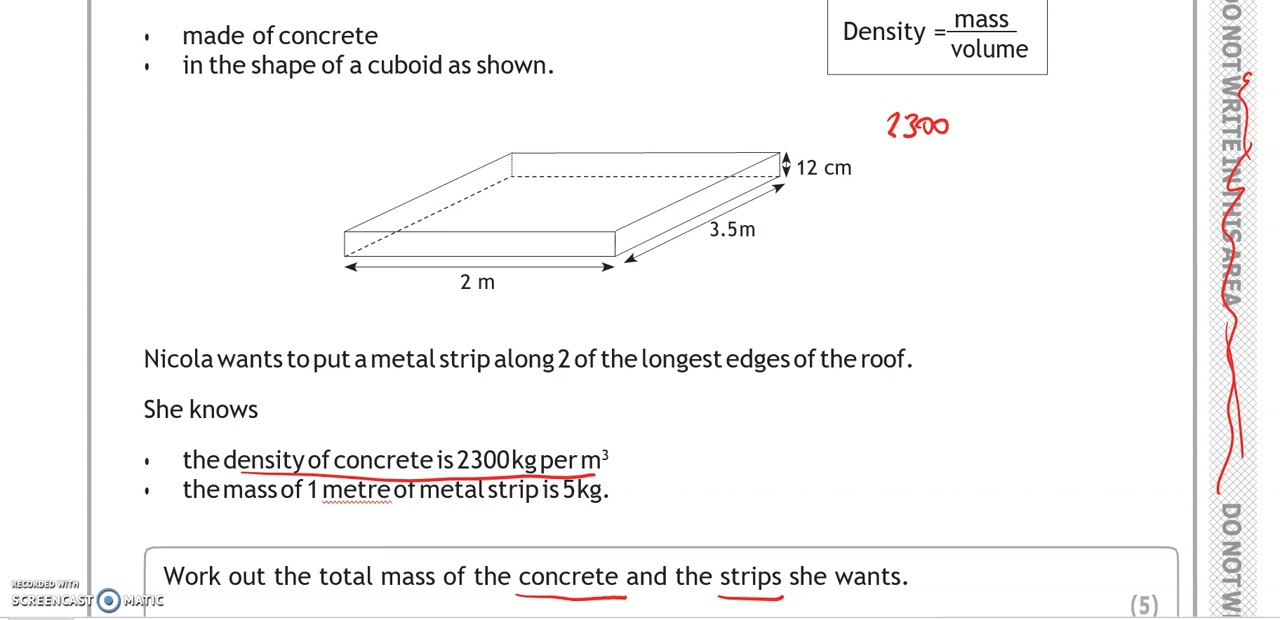 • made of concrete
• in the shape of a cuboid as shown.
Density = mass
volume
2300
12 cm
3.5m
2 m
Nicola wants to put a metal strip along 2 of the longest edges of the roof.
She knows
• the density of concrete is 2300 kg per m³
• the mass of 1 metre of metal strip is 5kg.
Work out the total mass of the concrete and the strips she wants.
(5)
DO NOT WRITE IN THIS AREA
DO NOT WI
RECORDED WITH
SCREENCAST MATIC